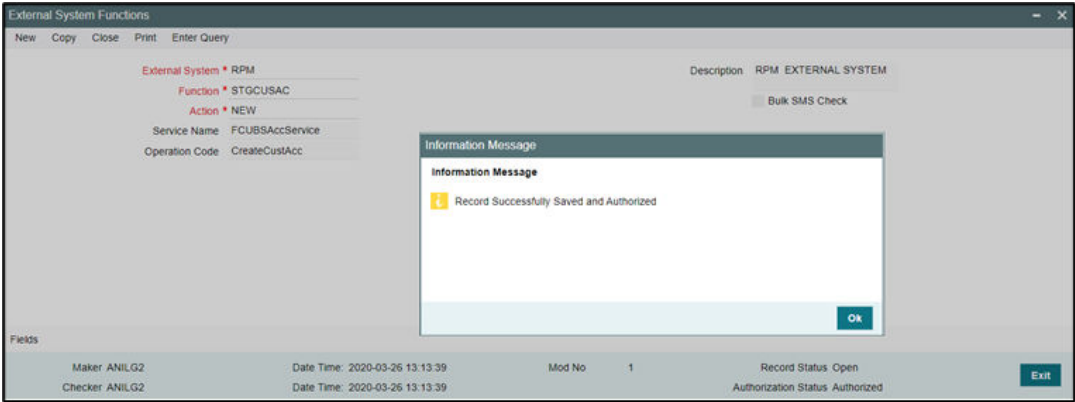 External System Functions
New Copy Close Print Enter Query
External System * RPM Description RPM EXTERNAL SYSTEM
Function * STGCUSAC Bulk SMS Check
Action * NEW
Service Name FCUBSAccService
Operation Code CreateCustAcc
Information Message
Information Message
Record Successfully Saved and Authorized
Ok
Fields
Maker ANILG2 Date Time: 2020-03-26 13:13:39 Mod No 1 Record Status Open
Checker ANILG2 Date Time: 2020-03-26 13:13:39 Authorization Status Authorized
Exit